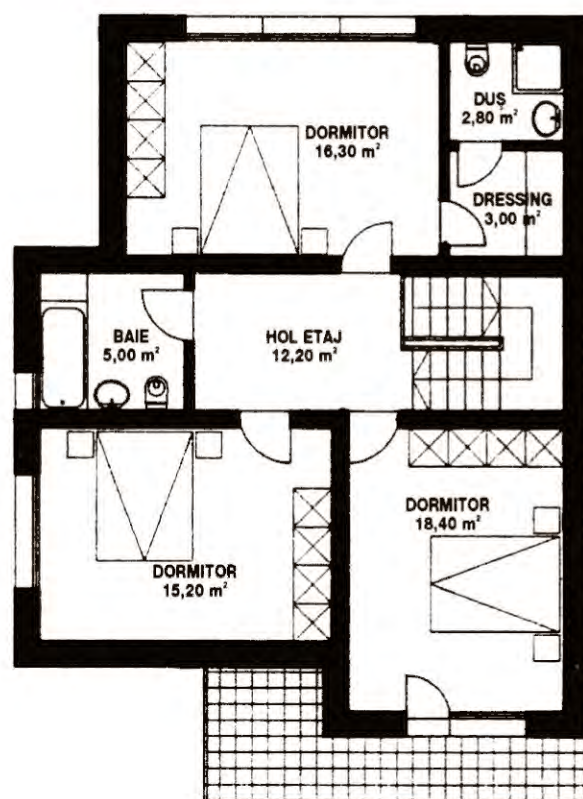 DUȘ
2,80 m²
DORMITOR
16,30 m²
DRESSING
3,00 m²
BAIE
5,00 m²
HOL ETAJ
12,20 m²
DORMITOR
18,40 m²
DORMITOR
15,20 m²